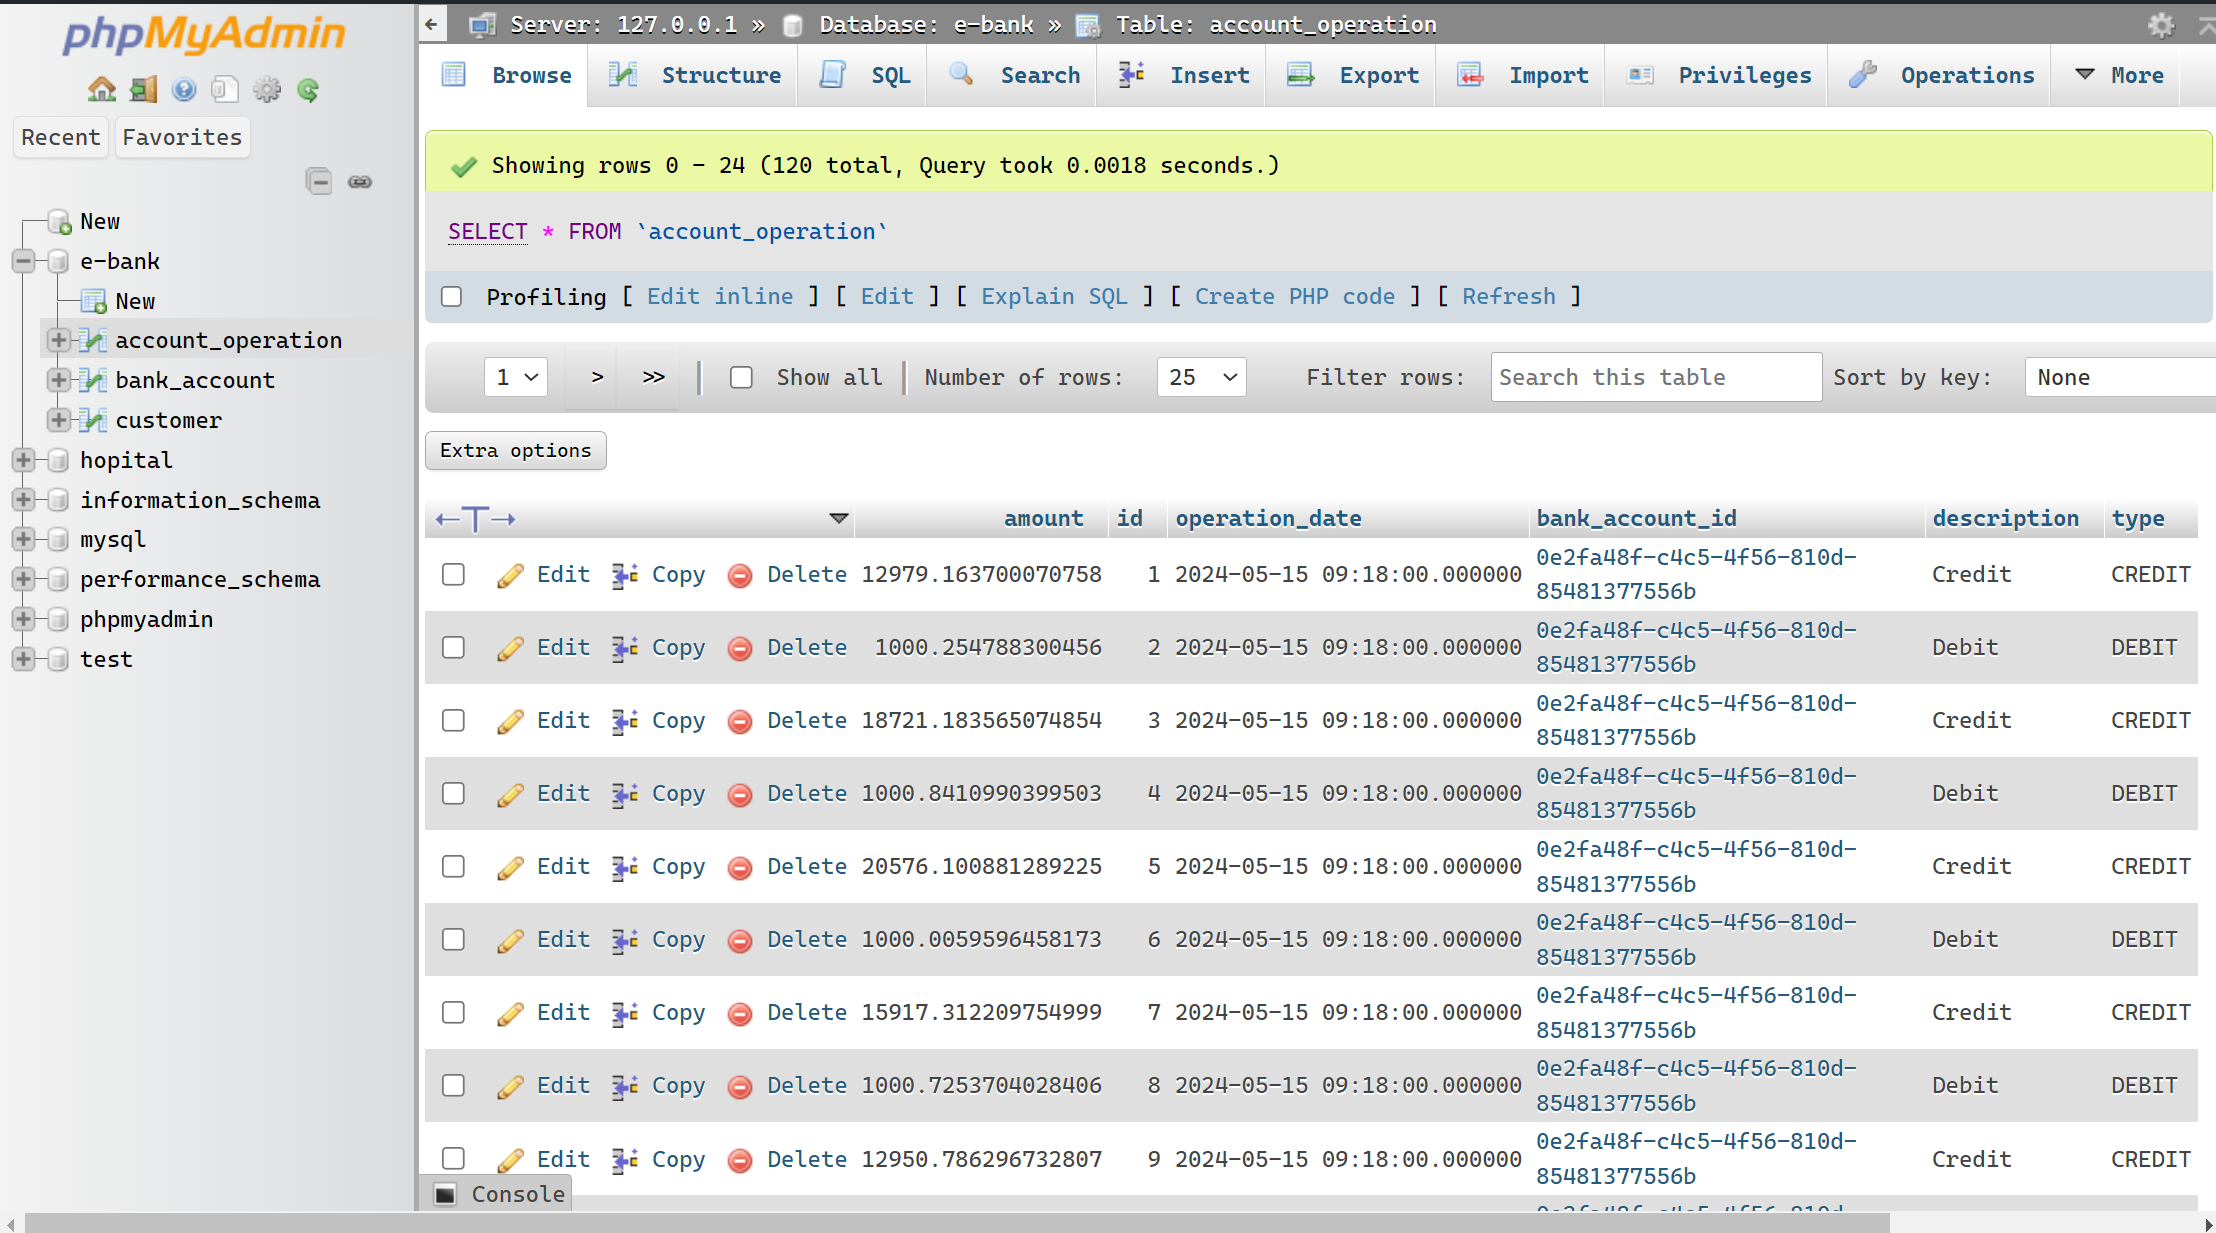 phpMyAdmin
Recent Favorites
New
e-bank
New
account_operation
bank_account
customer
hopital
information_schema
mysql
performance_schema
phpmyadmin
test
Server: 127.0.0.1 » Database: e-bank » Table: account_operation
Browse Structure SQL Search Insert Export Import Privileges Operations More
Showing rows 0 - 24 (120 total, Query took 0.0018 seconds.)
SELECT * FROM `account_operation`
Profiling [ Edit inline ] [ Edit ] [ Explain SQL ] [ Create PHP code ] [ Refresh ]
1 > >> Show all Number of rows: 25 Filter rows: Search this table Sort by key: None
Extra options
←T→ amount id operation_date bank_account_id description type
Edit Copy Delete 12979.163700070758 1 2024-05-15 09:18:00.000000 0e2fa48f-c4c5-4f56-810d- Credit CREDIT
85481377556b
Edit Copy Delete 1000.254788300456 2 2024-05-15 09:18:00.000000 0e2fa48f-c4c5-4f56-810d- Debit DEBIT
85481377556b
Edit Copy Delete 18721.183565074854 3 2024-05-15 09:18:00.000000 0e2fa48f-c4c5-4f56-810d- Credit CREDIT
85481377556b
Edit Copy Delete 1000.8410990399503 4 2024-05-15 09:18:00.000000 0e2fa48f-c4c5-4f56-810d- Debit DEBIT
85481377556b
Edit Copy Delete 20576.100881289225 5 2024-05-15 09:18:00.000000 0e2fa48f-c4c5-4f56-810d- Credit CREDIT
85481377556b
Edit Copy Delete 1000.0059596458173 6 2024-05-15 09:18:00.000000 0e2fa48f-c4c5-4f56-810d- Debit DEBIT
85481377556b
Edit Copy Delete 15917.312209754999 7 2024-05-15 09:18:00.000000 0e2fa48f-c4c5-4f56-810d- Credit CREDIT
85481377556b
Edit Copy Delete 1000.7253704028406 8 2024-05-15 09:18:00.000000 0e2fa48f-c4c5-4f56-810d- Debit DEBIT
85481377556b
Edit Copy Delete 12950.786296732807 9 2024-05-15 09:18:00.000000 0e2fa48f-c4c5-4f56-810d- Credit CREDIT
85481377556b
Console